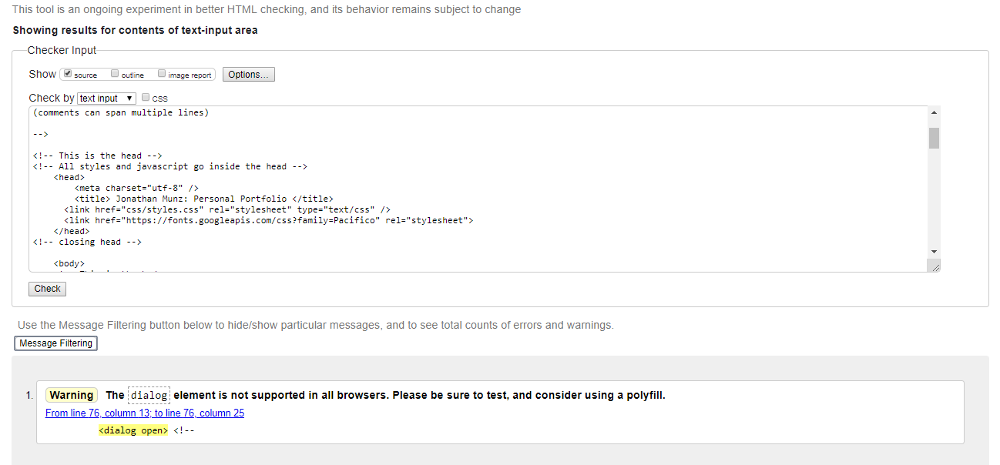 This tool is an ongoing experiment in better HTML checking, and its behavior remains subject to change
Showing results for contents of text-input area
Checker Input
Show source outline image report Options...
Check by text input css
(comments can span multiple lines)
-->
<!-- This is the head -->
<!-- All styles and javascript go inside the head -->
<head>
<meta charset="utf-8" />
<title> Jonathan Munz: Personal Portfolio </title>
<link href="css/styles.css" rel="stylesheet" type="text/css" />
<link href="https://fonts.googleapis.com/css?family=Pacifico" rel="stylesheet">
</head>
<!-- closing head -->
<body>
Check
Use the Message Filtering button below to hide/show particular messages, and to see total counts of errors and warnings.
Message Filtering
1. Warning The dialog element is not supported in all browsers. Please be sure to test, and consider using a polyfill.
From line 76, column 13; to line 76, column 25
<dialog open> <!--